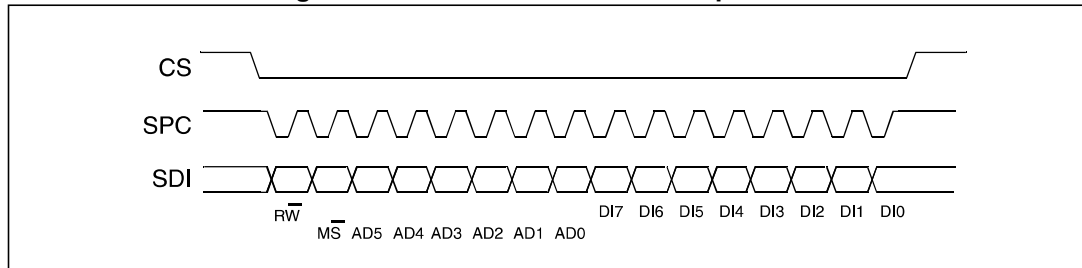 CS
SPC
SDI
RW̅ DI7 DI6 DI5 DI4 DI3 DI2 DI1 DI0
MS̅ AD5 AD4 AD3 AD2 AD1 AD0